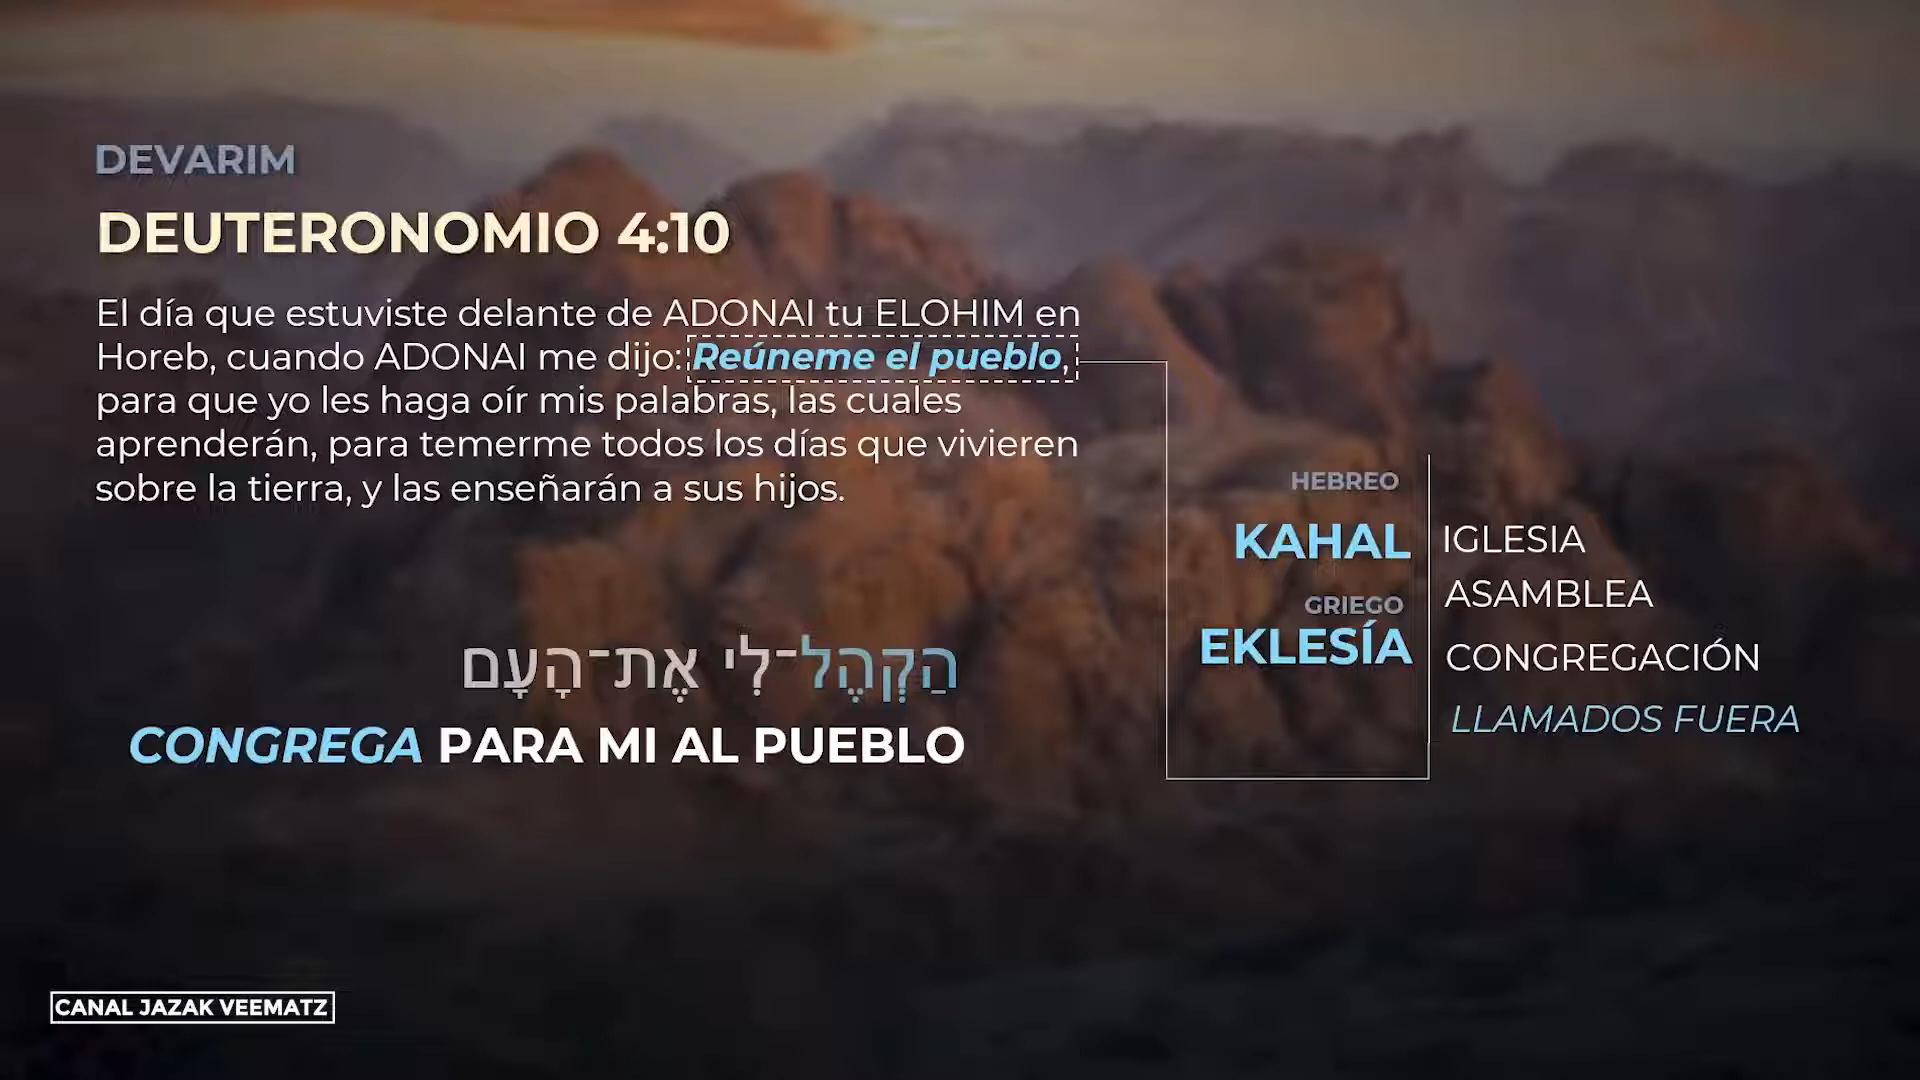 DEVARIM
DEUTERONOMIO 4:10
El día que estuviste delante de ADONAI tu ELOHIM en
Horeb, cuando ADONAI me dijo: Reúneme el pueblo,
para que yo les haga oír mis palabras, las cuales
aprenderán, para temerme todos los días que vivieren
sobre la tierra, y las enseñarán a sus hijos.
הַקְהֶל־לִי אֶת־הָעָם
CONGREGA PARA MI AL PUEBLO
HEBREO
KAHAL
GRIEGO
EKLESÍA
IGLESIA
ASAMBLEA
CONGREGACIÓN
LLAMADOS FUERA
CANAL JAZAK VEEMATZ